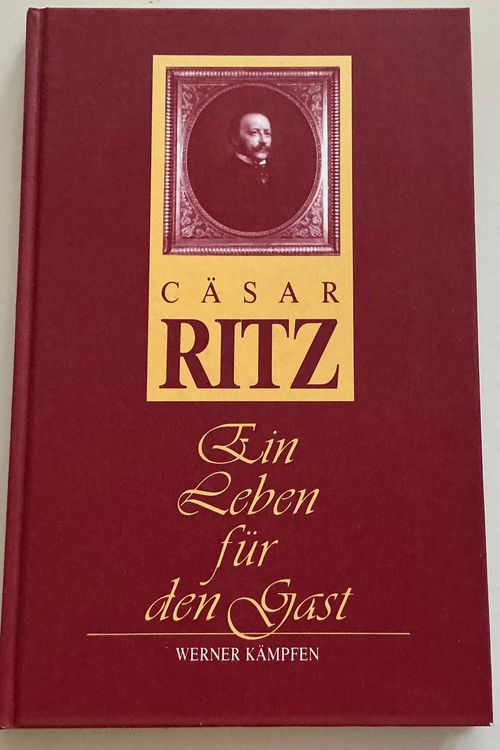 CÄSAR
RITZ
Ein
Leben
für
den Gast
WERNER KÄMPFEN